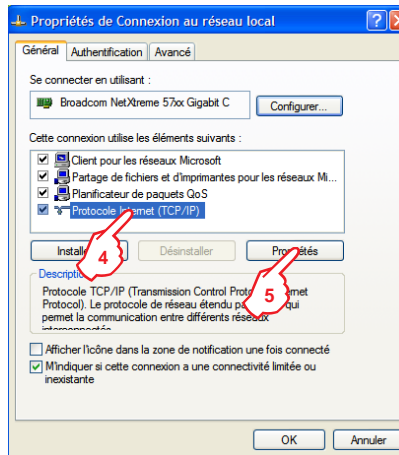 Propriétés de Connexion au réseau local
Général Authentification Avancé
Se connecter en utilisant :
Broadcom NetXtreme 57xx Gigabit C Configurer...
Cette connexion utilise les éléments suivants :
Client pour les réseaux Microsoft
Partage de fichiers et d'imprimantes pour les réseaux Mi...
Planificateur de paquets QoS
Protocole Internet (TCP/IP)
Désinstaller Propriétés
4
5
Description
Protocole TCP/IP (Transmission Control
Protocol). Le protocole de réseau étendu qui
permet la communication entre différents réseaux
Afficher l'icône dans la zone de notification une fois connecté
M'indiquer si cette connexion a une connectivité limitée ou
inexistante
OK Annuler